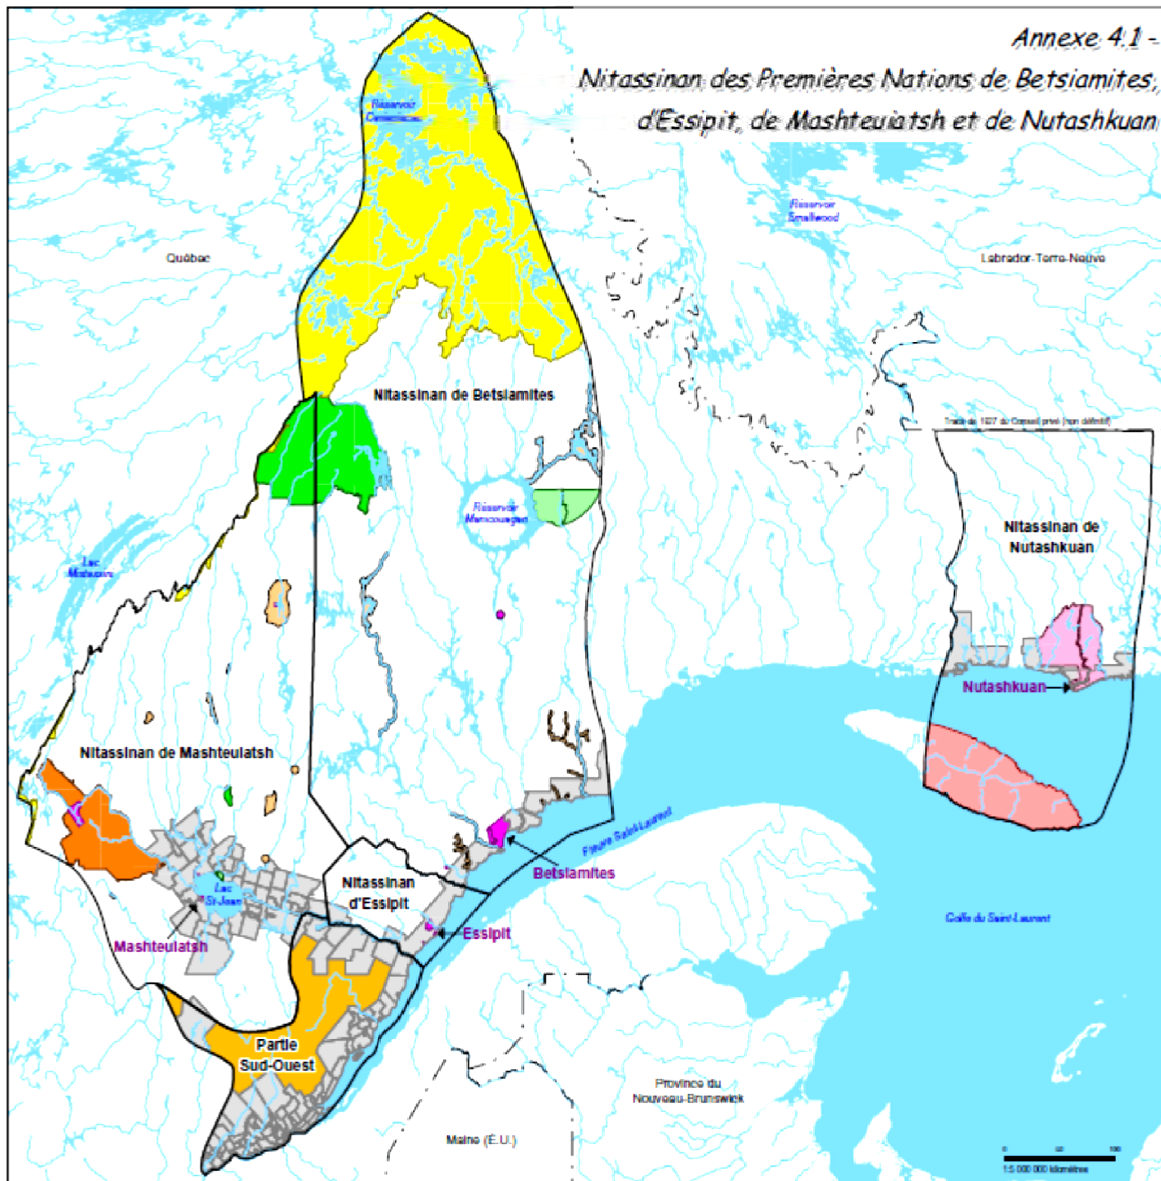 Annexe 4.1 -
Nitassinan des Premières Nations de Betsiamites,
d'Essipit, de Mashteuiatsh et de Nutashkuan
Réservoir
Réservoir
Smallwood
Québec
Labrador-Terre-Neuve
Nitassinan de Betsiamites
Tracé de 1927 du Conseil privé (non définitif)
Réservoir
Manicouagan
Nitassinan de
Nutashkuan
Lac
Mistassini
Nutashkuan
Nitassinan de Mashteuiatsh
Fleuve Saint-Laurent
Betsiamites
Nitassinan
d'Essipit
Lac
St-Jean
Essipit
Mashteuiatsh
Golfe du Saint-Laurent
Partie
Sud-Ouest
Province du
Nouveau-Brunswick
Maine (É.U.)
0 50 100
1:5 000 000 kilomètres